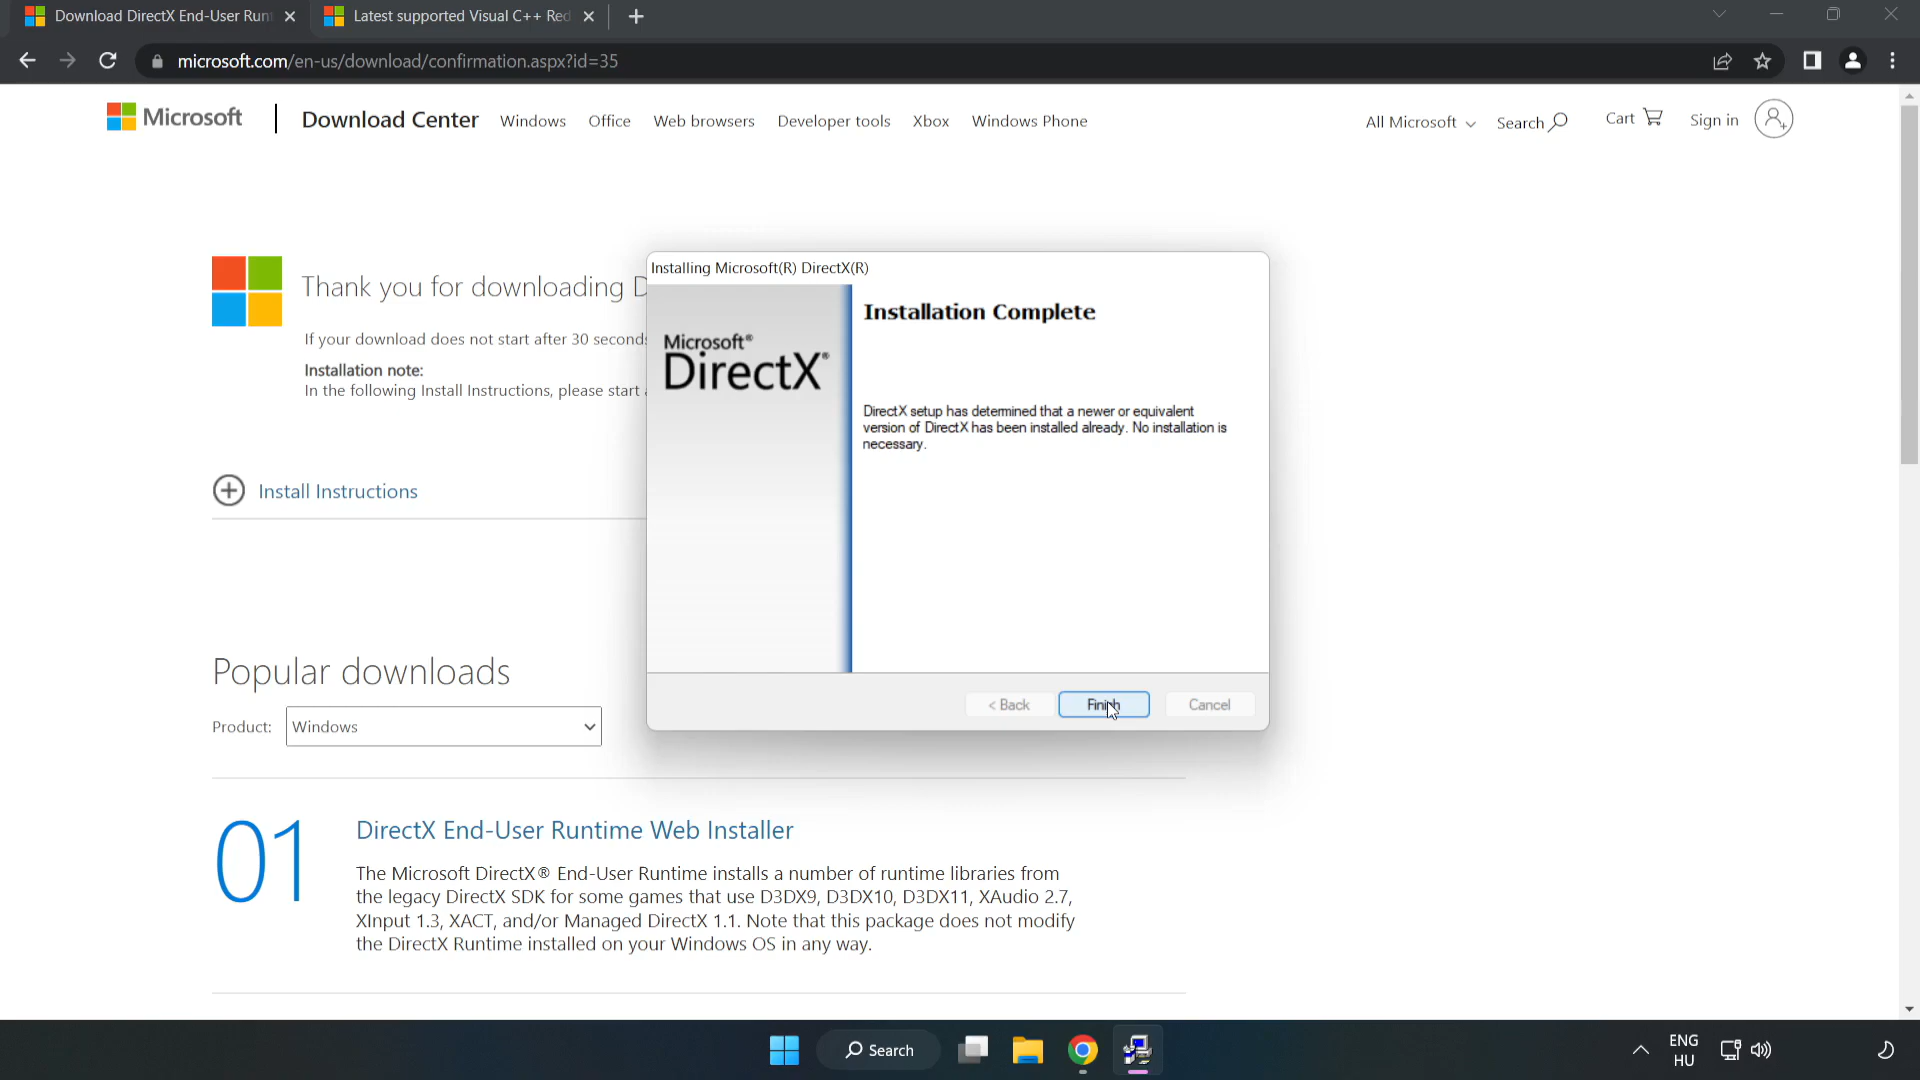 Download DirectX End-User Runt
Latest supported Visual C++ Red
microsoft.com/en-us/download/confirmation.aspx?id=35
Microsoft
Download Center
Windows
Office
Web browsers
Developer tools
Xbox
Windows Phone
All Microsoft
Search
Cart
Sign in
Thank you for downloading D
If your download does not start after 30 seconds
Installation note:
In the following Install Instructions, please start a
Install Instructions
Installing Microsoft(R) DirectX(R)
Microsoft®
DirectX®
Installation Complete
DirectX setup has determined that a newer or equivalent
version of DirectX has been installed already. No installation is
necessary.
< Back
Finish
Cancel
Popular downloads
Product:
Windows
01
DirectX End-User Runtime Web Installer
The Microsoft DirectX® End-User Runtime installs a number of runtime libraries from
the legacy DirectX SDK for some games that use D3DX9, D3DX10, D3DX11, XAudio 2.7,
XInput 1.3, XACT, and/or Managed DirectX 1.1. Note that this package does not modify
the DirectX Runtime installed on your Windows OS in any way.
Search
ENG
HU